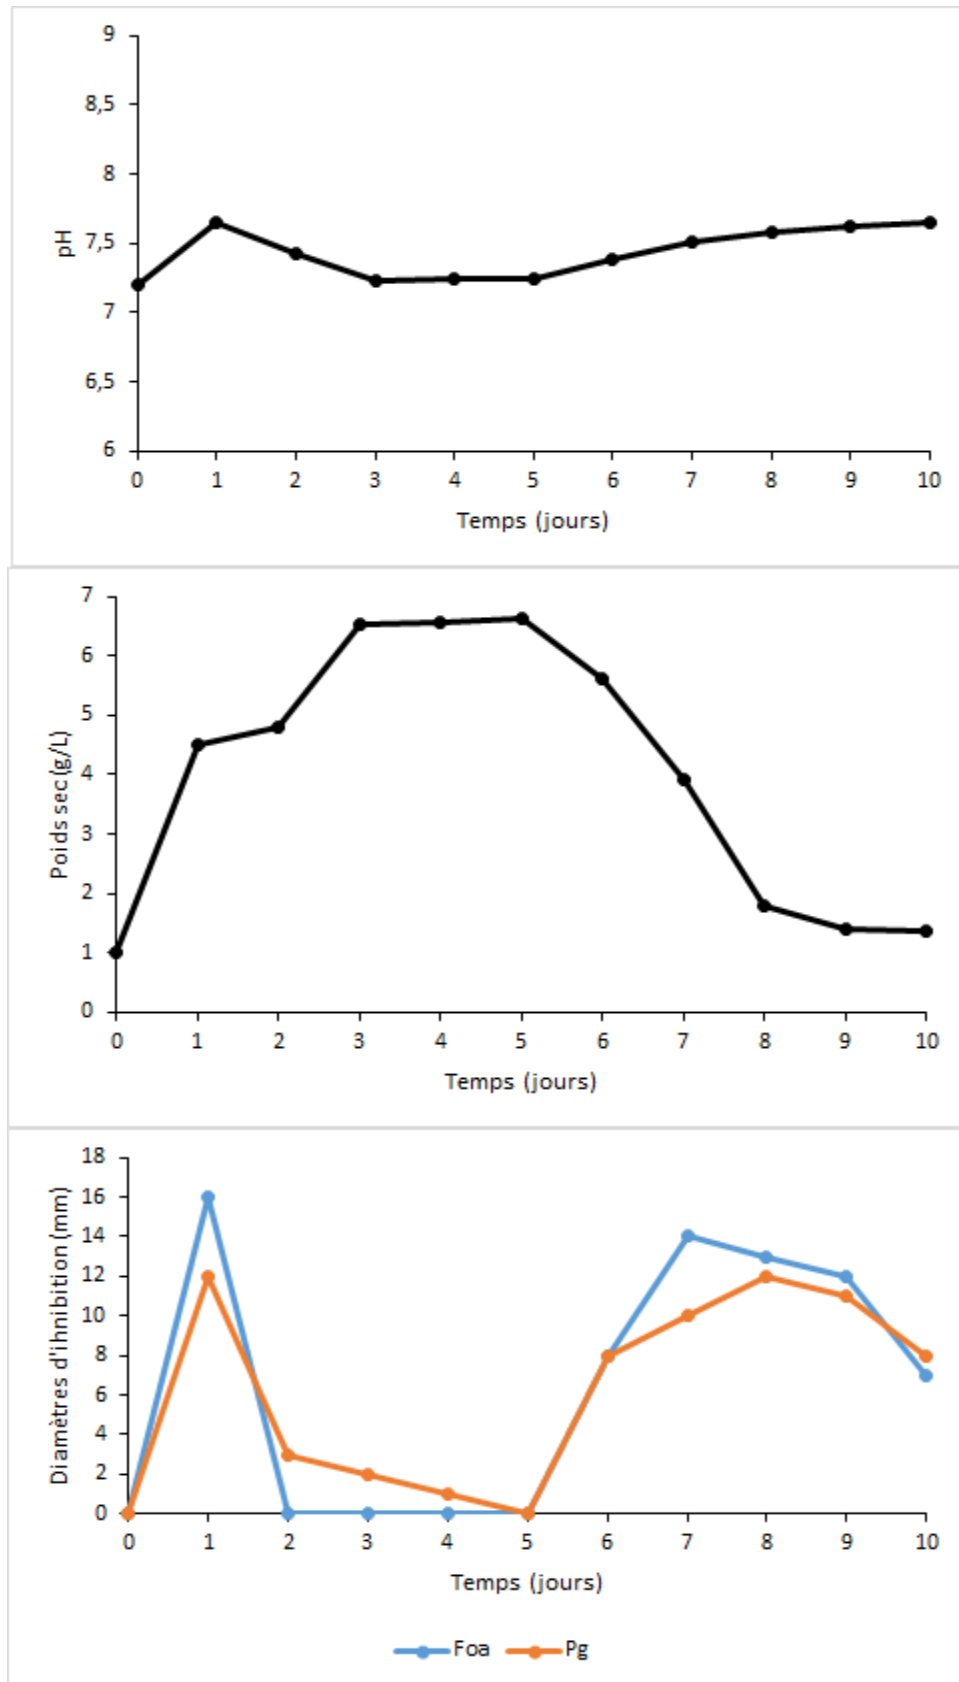 9
8,5
8
7,5
7
6,5
6
pH
0 1 2 3 4 5 6 7 8 9 10
Temps (jours)
7
6
5
4
3
2
1
0
Poids sec (g/L)
0 1 2 3 4 5 6 7 8 9 10
Temps (jours)
18
16
14
12
10
8
6
4
2
0
Diamètres d'ihnibition (mm)
0 1 2 3 4 5 6 7 8 9 10
Temps (jours)
Foa Pg